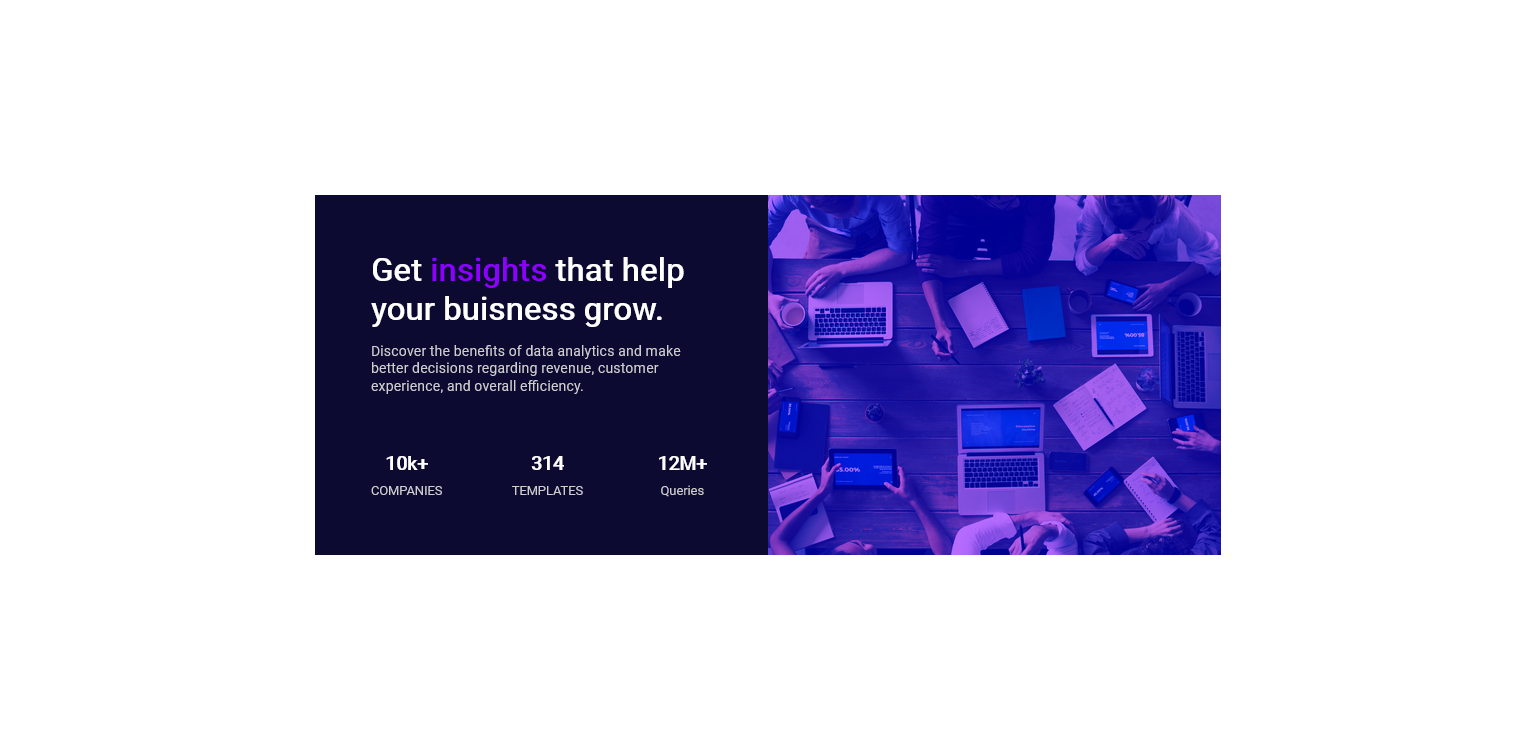 Get insights that help
your buisness grow.
Discover the benefits of data analytics and make
better decisions regarding revenue, customer
experience, and overall efficiency.
10k+ 314 12M+
COMPANIES TEMPLATES Queries